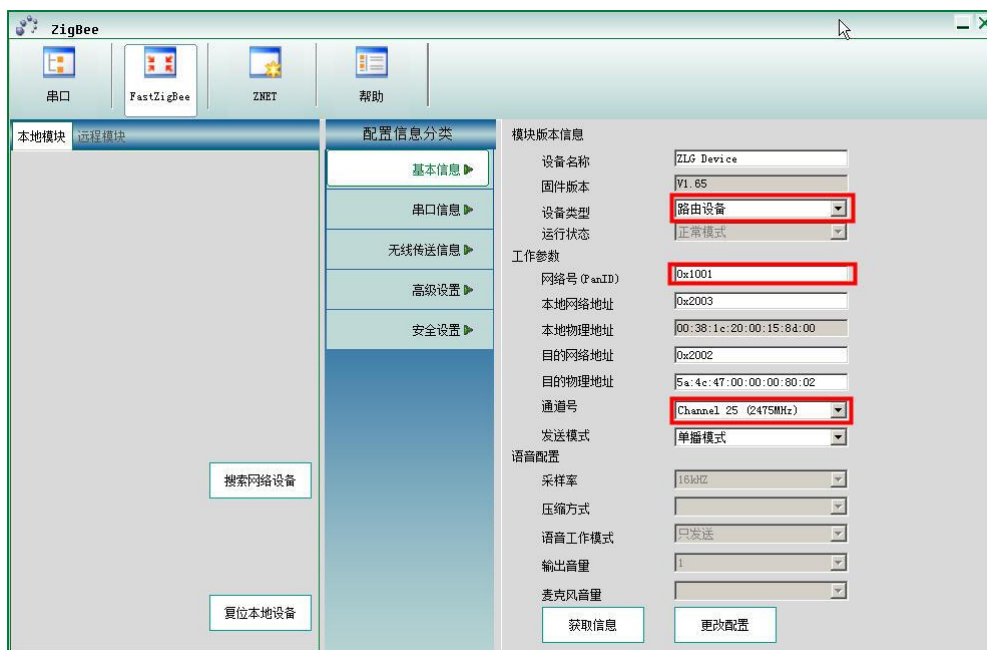 ZigBee
串口 FastZigBee ZNET 帮助
本地模块 远程模块
搜索网络设备
复位本地设备
配置信息分类
基本信息
串口信息
无线传送信息
高级设置
安全设置
模块版本信息
设备名称 ZLG Device
固件版本 V1.65
设备类型 路由设备
运行状态 正常模式
工作参数
网络号(PanID) 0x1001
本地网络地址 0x2003
本地物理地址 00:38:1c:20:00:15:8d:00
目的网络地址 0x2002
目的物理地址 5a:4c:47:00:00:00:80:02
通道号 Channel 25 (2475MHz)
发送模式 单播模式
语音配置
采样率 16kHZ
压缩方式
语音工作模式 只发送
输出音量 1
麦克风音量
获取信息 更改配置